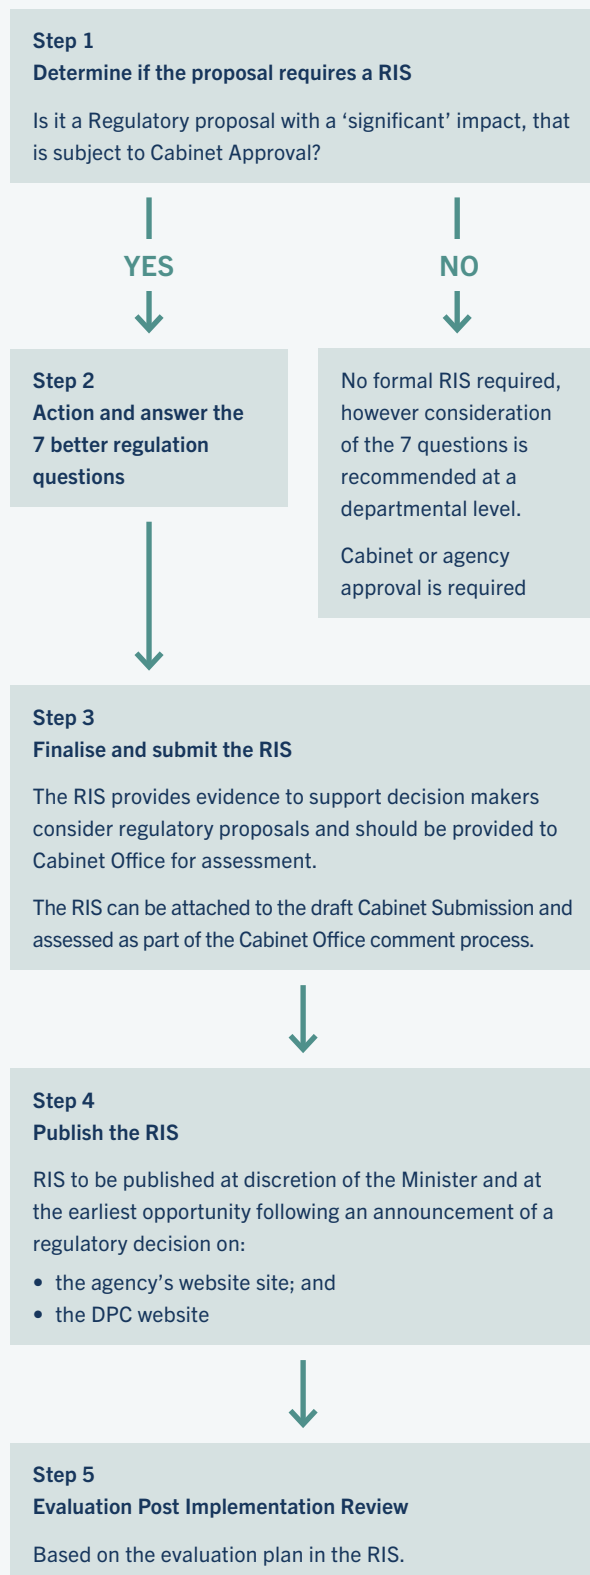 Step 1
Determine if the proposal requires a RIS
Is it a Regulatory proposal with a ‘significant’ impact, that
is subject to Cabinet Approval?
YES
NO
Step 2
Action and answer the
7 better regulation
questions
No formal RIS required,
however consideration
of the 7 questions is
recommended at a
departmental level.
Cabinet or agency
approval is required
Step 3
Finalise and submit the RIS
The RIS provides evidence to support decision makers
consider regulatory proposals and should be provided to
Cabinet Office for assessment.
The RIS can be attached to the draft Cabinet Submission and
assessed as part of the Cabinet Office comment process.
Step 4
Publish the RIS
RIS to be published at discretion of the Minister and at
the earliest opportunity following an announcement of a
regulatory decision on:
• the agency’s website site; and
• the DPC website
Step 5
Evaluation Post Implementation Review
Based on the evaluation plan in the RIS.